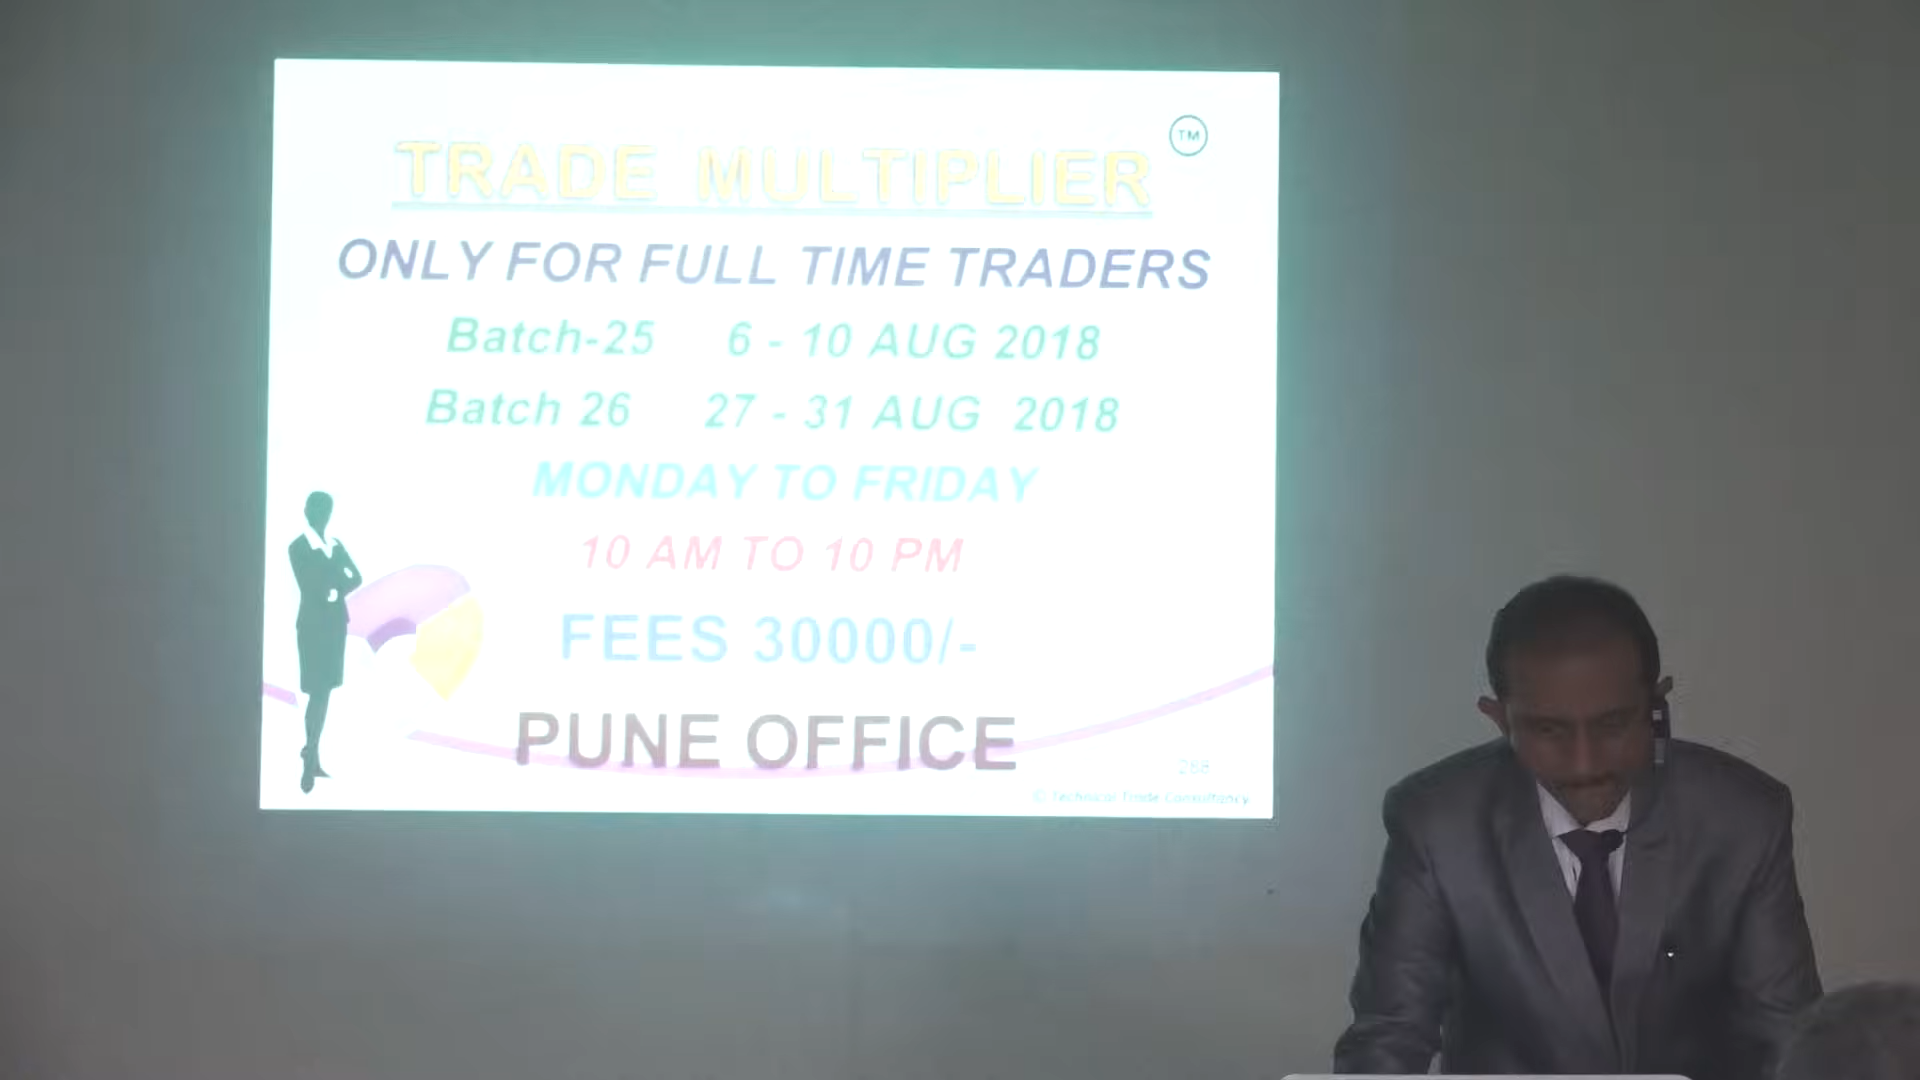 TM
TRADE MULTIPLIER
ONLY FOR FULL TIME TRADERS
Batch-25 6 - 10 AUG 2018
Batch 26 27 - 31 AUG 2018
MONDAY TO FRIDAY
10 AM TO 10 PM
FEES 30000/-
PUNE OFFICE
268
© Technical Trade Consultancy